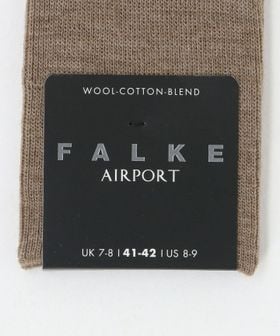 WOOL-COTTON-BLEND
FALKE
AIRPORT
UK 7-8 | 41-42 | US 8-9